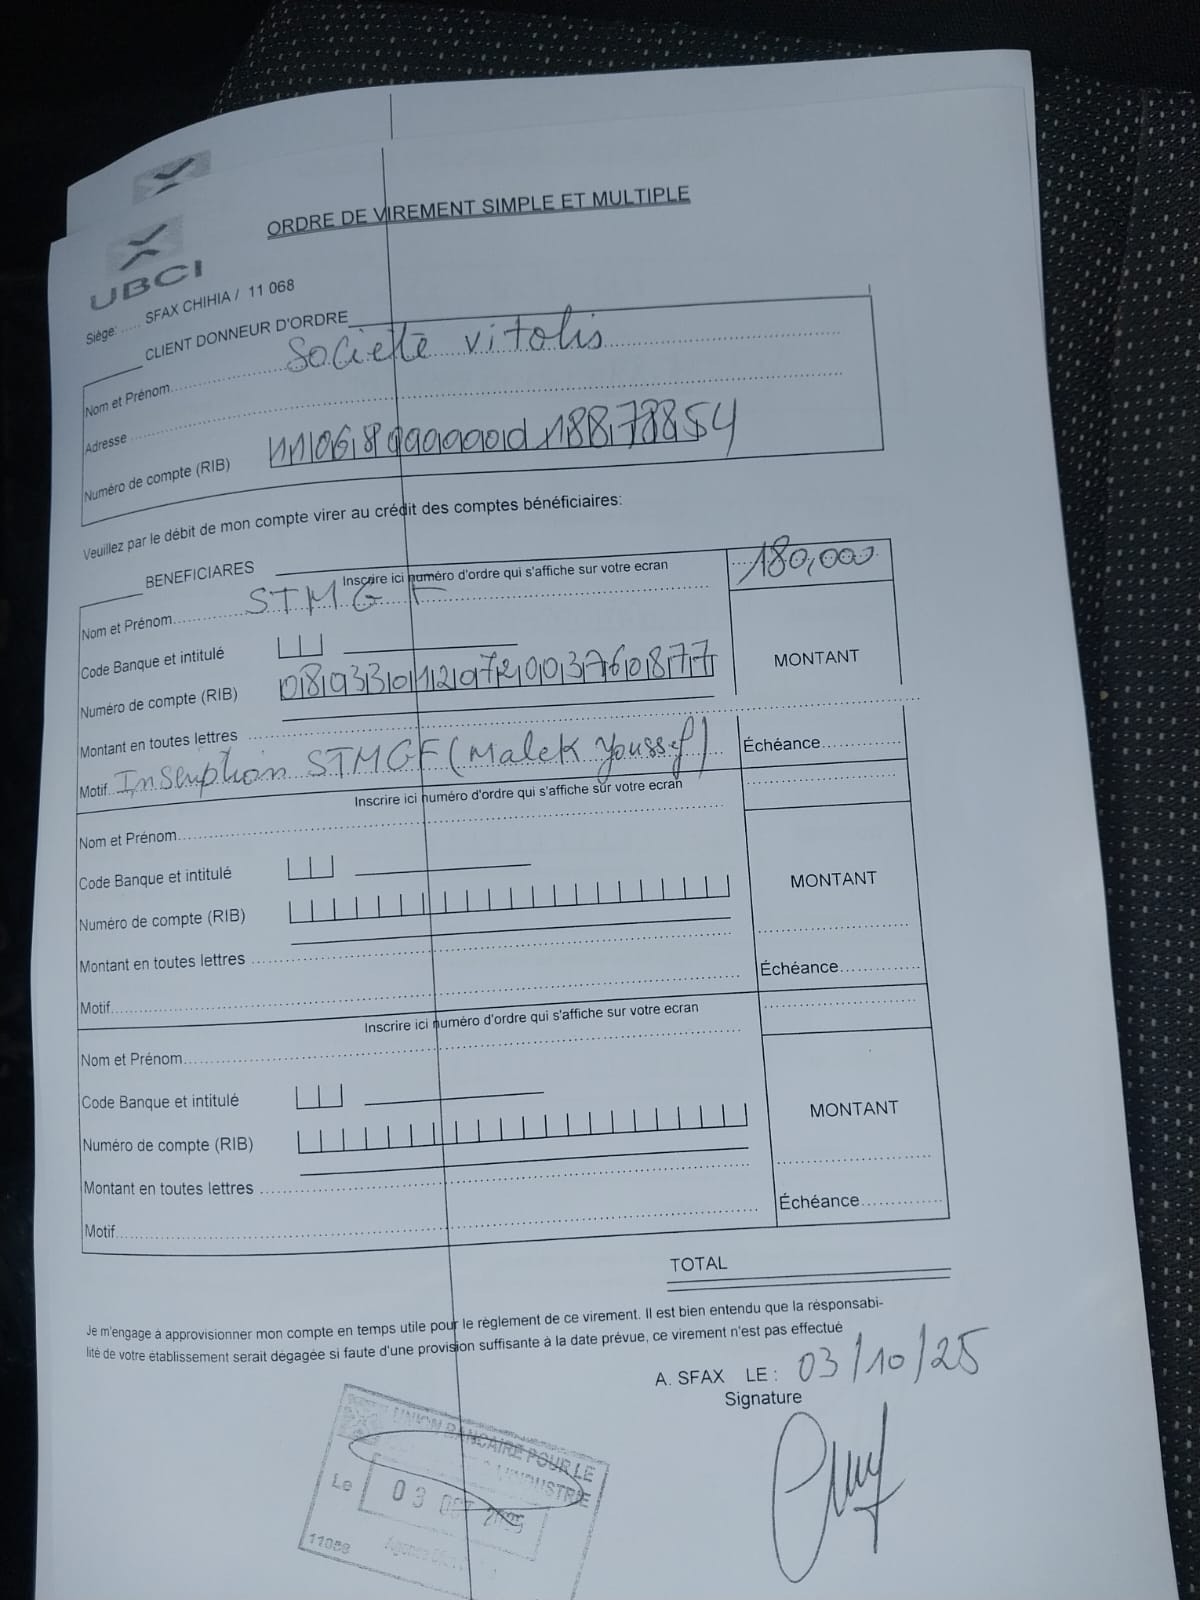 ORDRE DE VIREMENT SIMPLE ET MULTIPLE
UBCI
Siège: ..... SFAX CHIHIA / 11 068
CLIENT DONNEUR D'ORDRE
Nom et Prénom.......... Société vitolis
Adresse
Numéro de compte (RIB)
Veuillez par le débit de mon compte virer au crédit des comptes bénéficiaires:
BENEFICIARES
Inscrire ici numéro d'ordre qui s'affiche sur votre ecran
180,000
Nom et Prénom.......... STMGF
Code Banque et intitulé
MONTANT
Numéro de compte (RIB) 08933012097200376087 7
Montant en toutes lettres
Échéance
Motif.. Inscription STMGF (Malek Youssef)
Inscrire ici numéro d'ordre qui s'affiche sur votre ecran
Nom et Prénom
Code Banque et intitulé
MONTANT
Numéro de compte (RIB)
Montant en toutes lettres
Échéance
Motif
Inscrire ici numéro d'ordre qui s'affiche sur votre ecran
Nom et Prénom
Code Banque et intitulé
MONTANT
Numéro de compte (RIB)
Montant en toutes lettres
Échéance
Motif
TOTAL
Je m'engage à approvisionner mon compte en temps utile pour le règlement de ce virement. Il est bien entendu que la résponsabi-
lité de votre établissement serait dégagée si faute d'une provision suffisante à la date prévue, ce virement n'est pas effectué
A. SFAX LE : 03/10/25
Signature
UNION BANCAIRE POUR LE
L'INDUSTRIE
Le 03 OCT 2025
11068